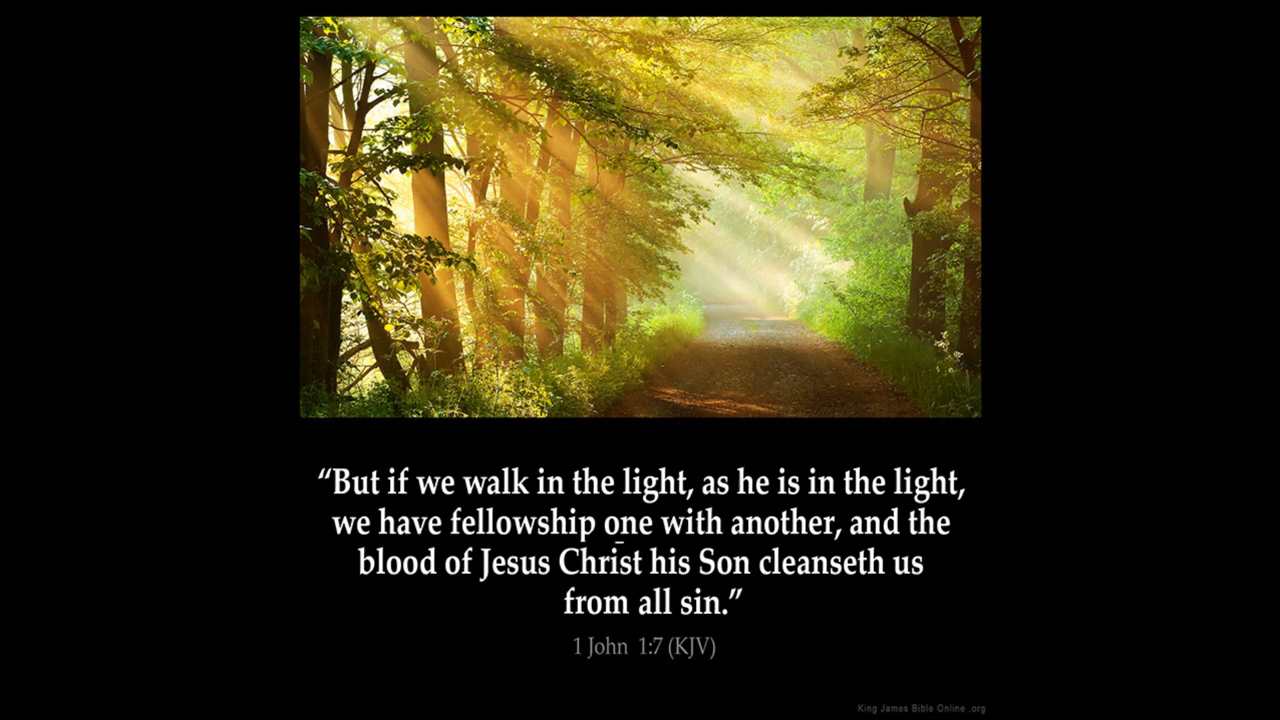 “But if we walk in the light, as he is in the light,
we have fellowship one with another, and the
blood of Jesus Christ his Son cleanseth us
from all sin.”
1 John 1:7 (KJV)
King James Bible Online .org